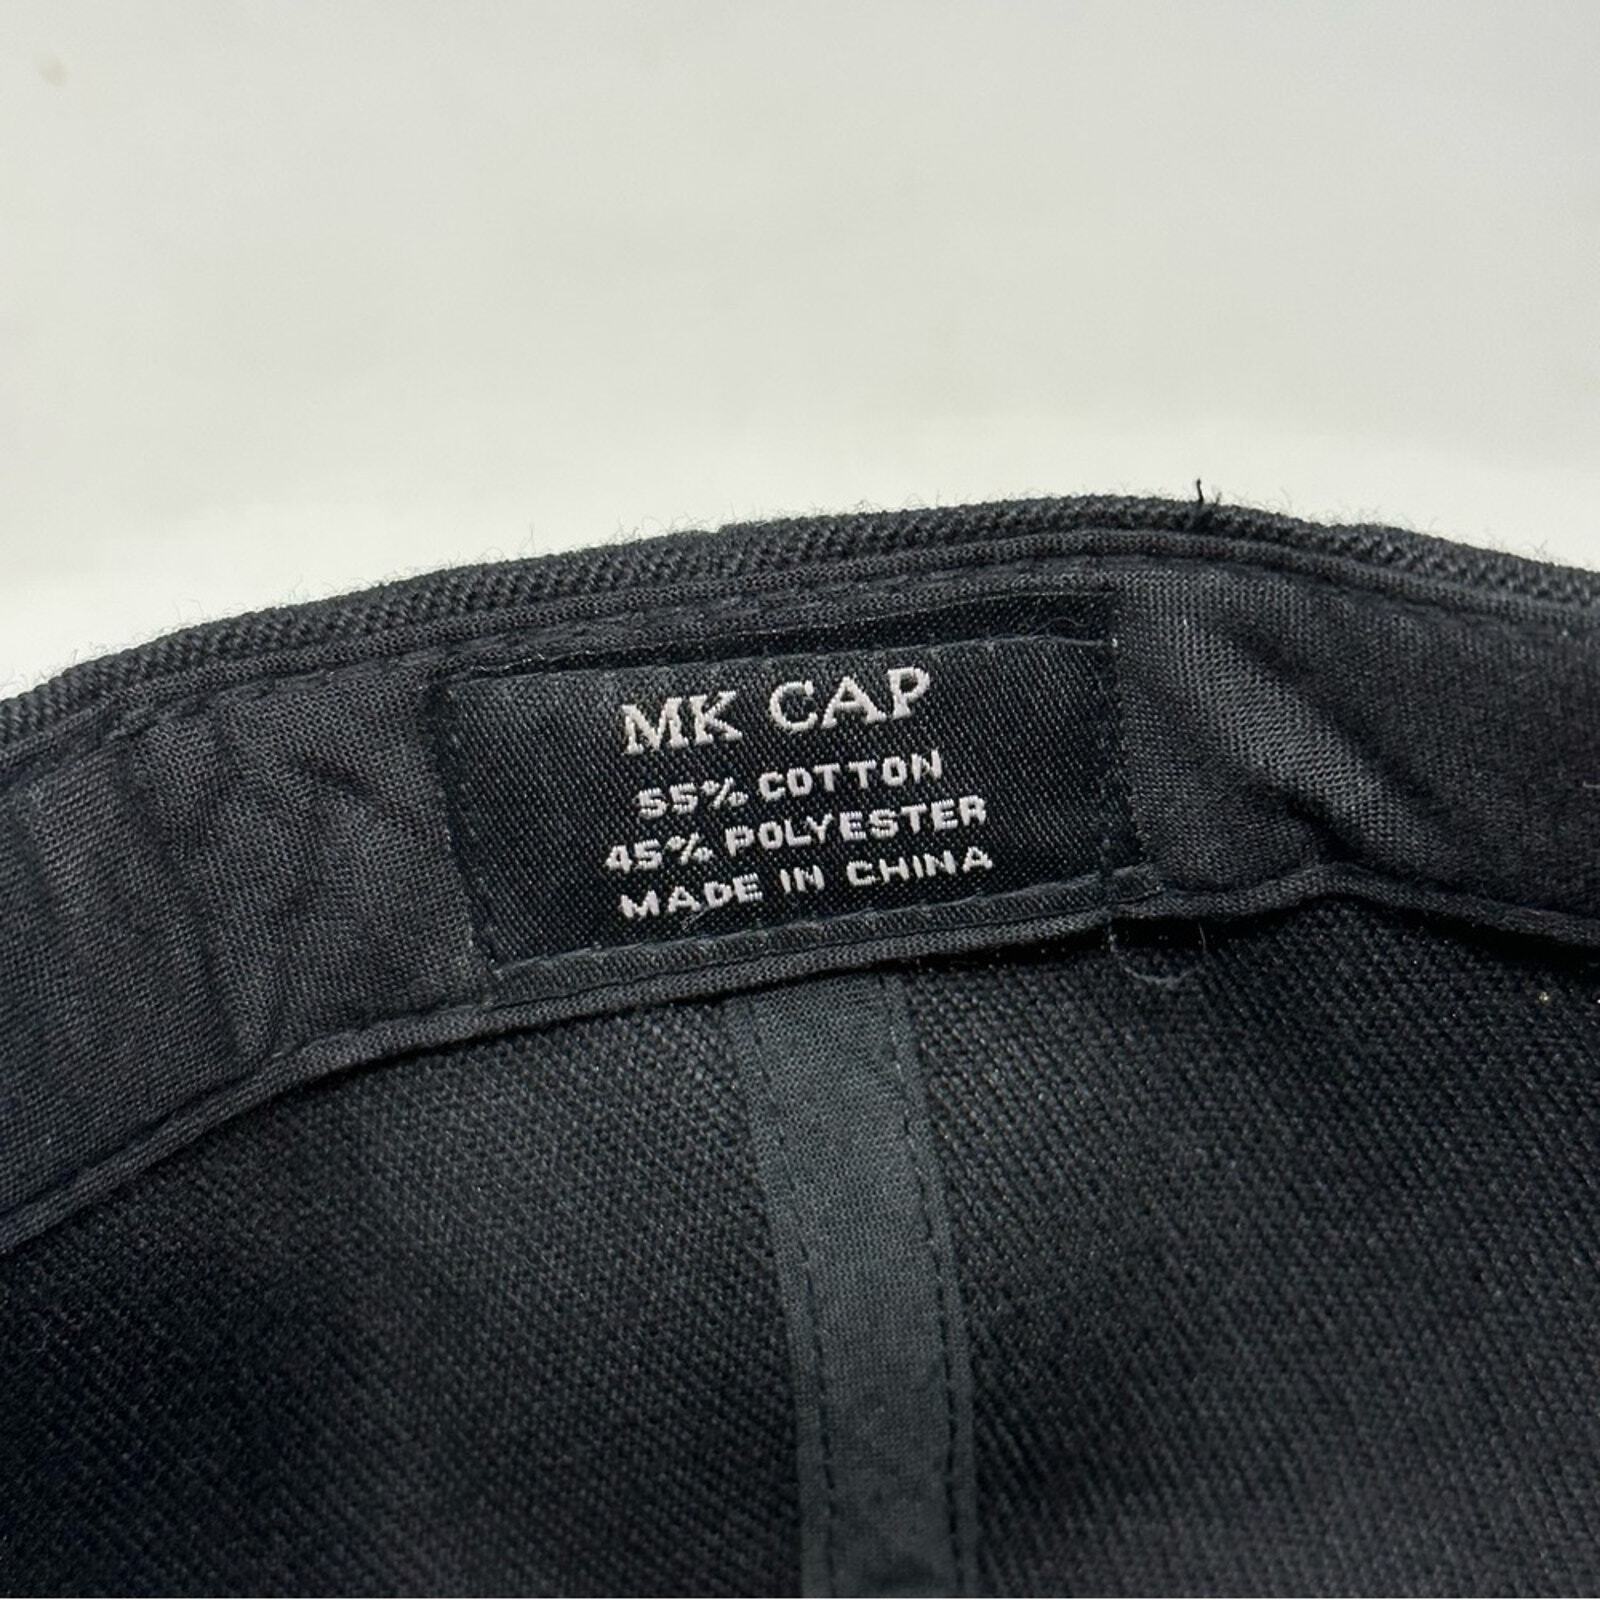 MK CAP
55% COTTON
45% POLYESTER
MADE IN CHINA